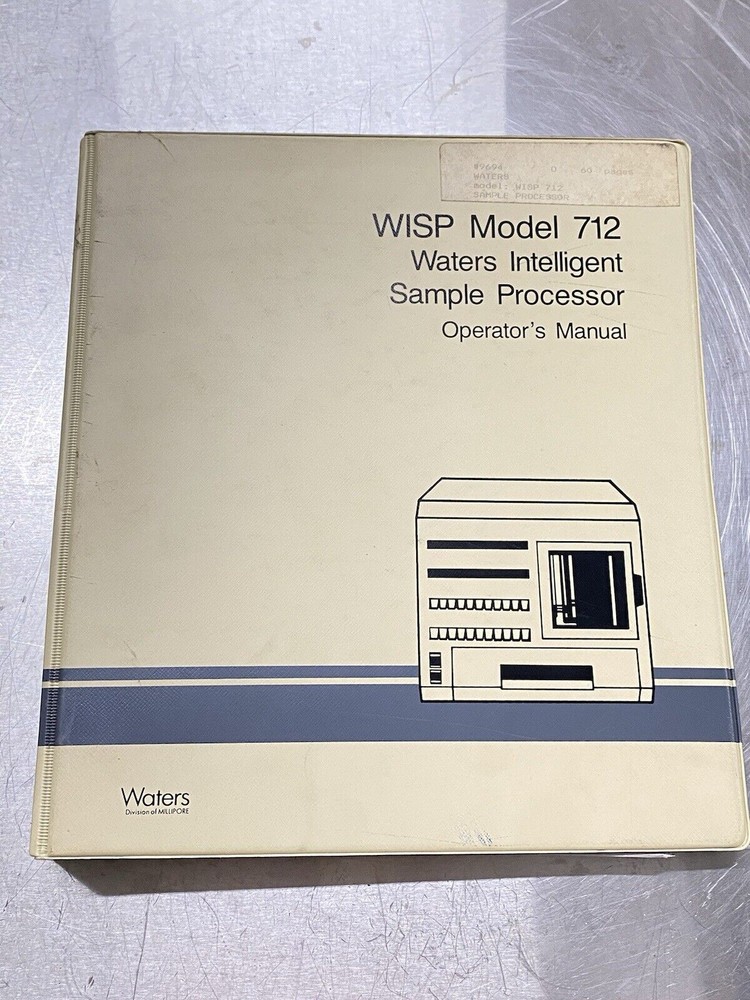 #9694 O 60 pages
WATERS
model: WISP 712
SAMPLE PROCESSOR
WISP Model 712
Waters Intelligent
Sample Processor
Operator's Manual
Waters
Division of MILLIPORE